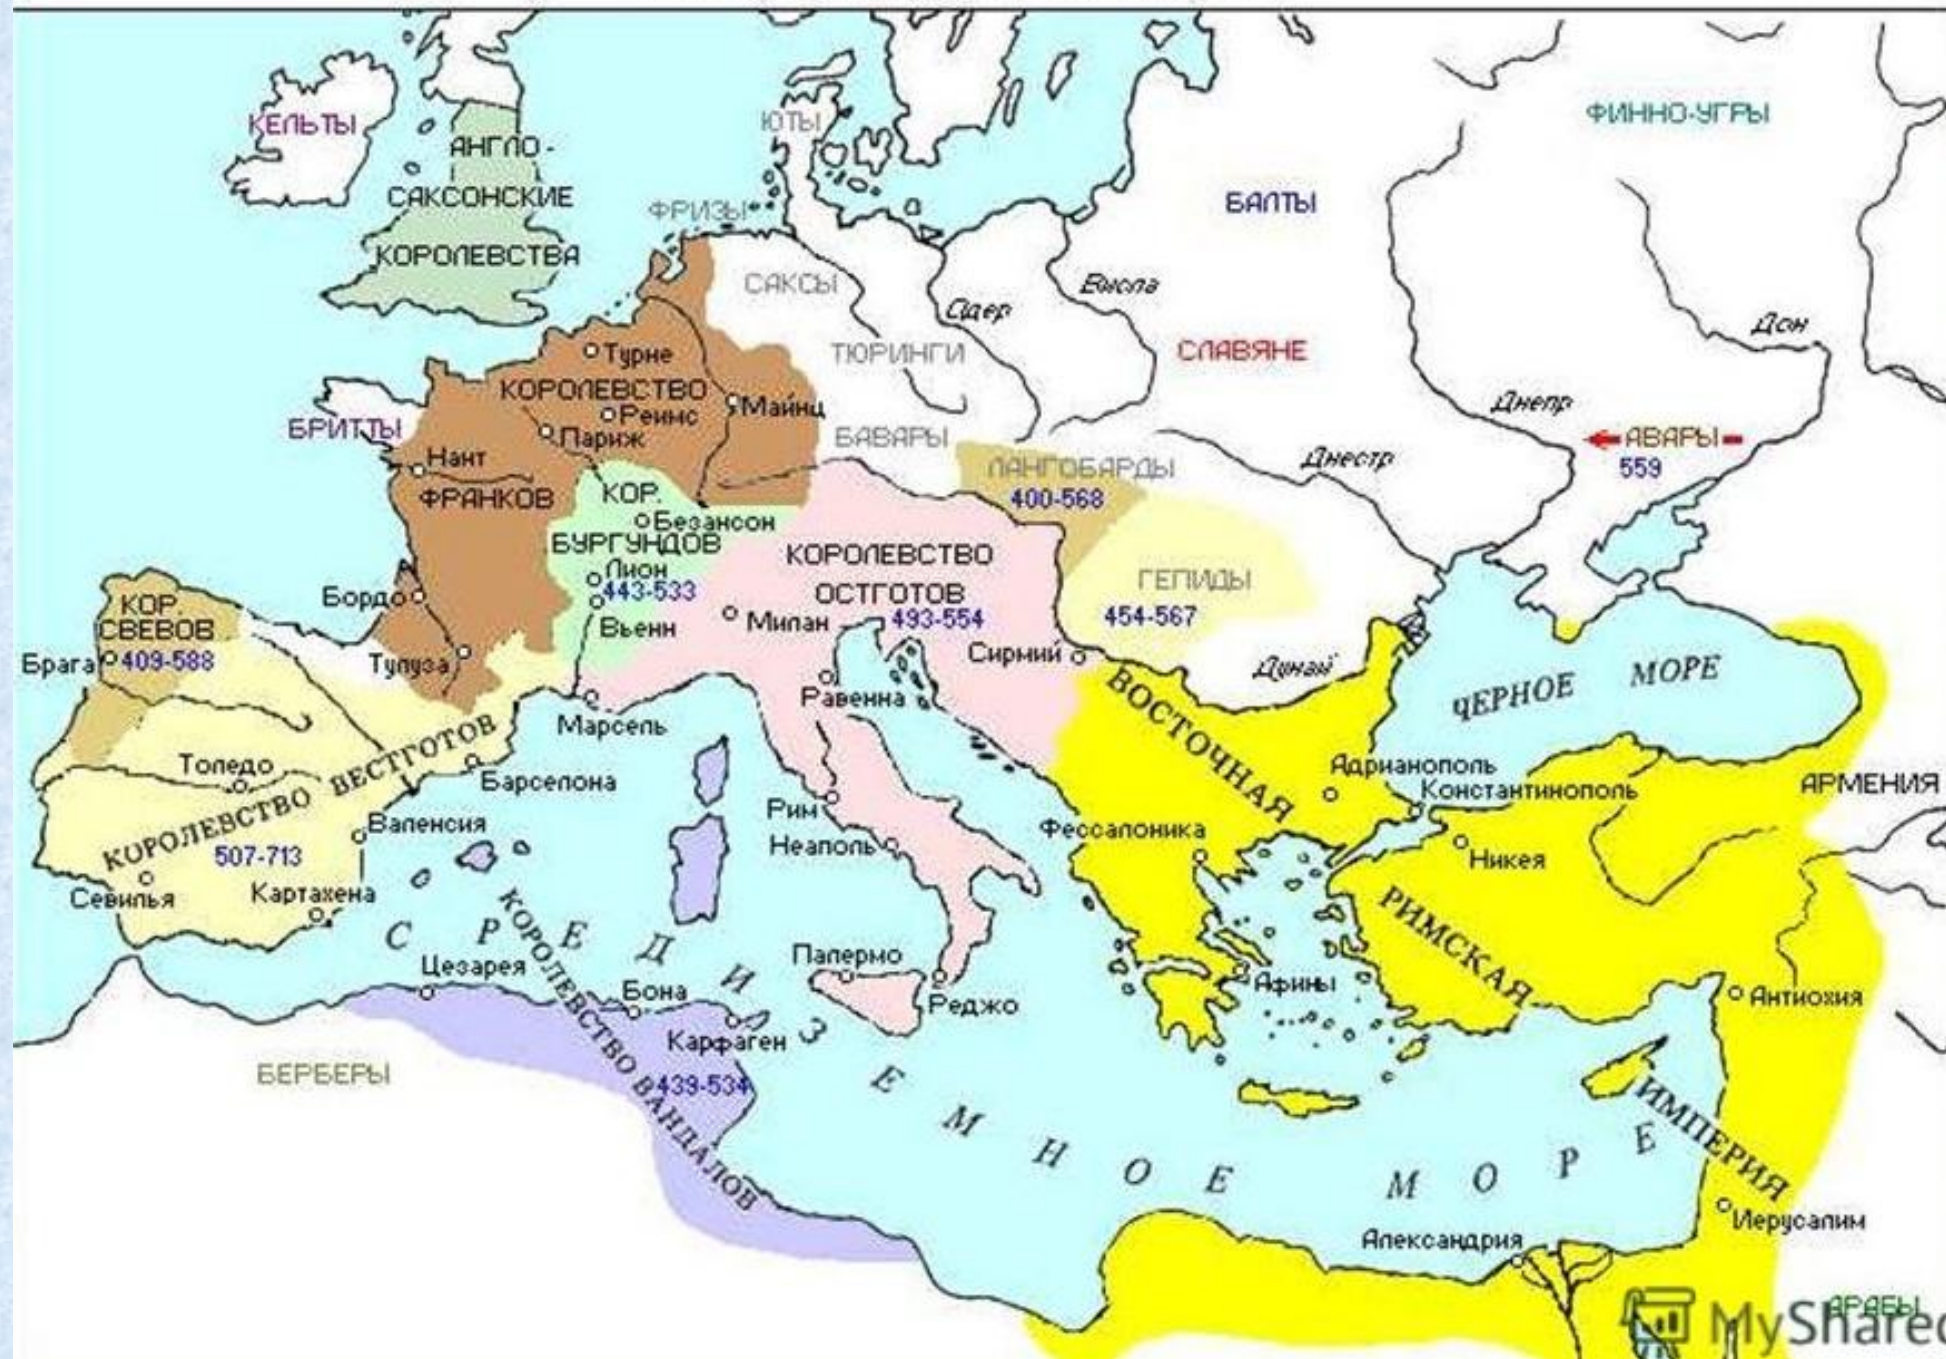 ФИННО-УГРЫ
КЕЛЬТЫ
ЮТЫ
АНГЛО-
САКСОНСКИЕ
КОРОЛЕВСТВА
ФРИЗЫ
БАЛТЫ
САКСЫ
Одер
Висла
Дон
Турне
ТЮРИНГИ
СЛАВЯНЕ
КОРОЛЕВСТВО
Реимс
Майнц
Днепр
БРИТТЫ
Париж
БАВАРЫ
АВАРЫ
559
Нант
ЛАНГОБАРДЫ
400-568
Днестр
ФРАНКОВ
КОР.
Безансон
БУРГУНДОВ
КОРОЛЕВСТВО
ОСТГОТОВ
493-554
Лион
443-533
ГЕПИДЫ
454-567
Бордо
КОР.
СВЕВОВ
409-588
Вьенн
Милан
Сирмий
Брага
Тулуза
Дунай
ЧЕРНОЕ МОРЕ
Равенна
Марсель
ВОСТОЧНАЯ
РИМСКАЯ
ИМПЕРИЯ
Толедо
Барселона
КОРОЛЕВСТВО ВЕСТГОТОВ
507-713
Адрианополь
Константинополь
АРМЕНИЯ
Рим
Валенсия
Фессалоника
Неаполь
Никея
Севилья
Картахена
СРЕДИЗЕМНОЕ МОРЕ
КОРОЛЕВСТВО ВАНДАЛОВ
439-534
Цезарея
Палермо
Бона
Реджо
Афины
Антиохия
Карфаген
БЕРБЕРЫ
Иерусалим
Александрия
АРАБЫ
MyShared